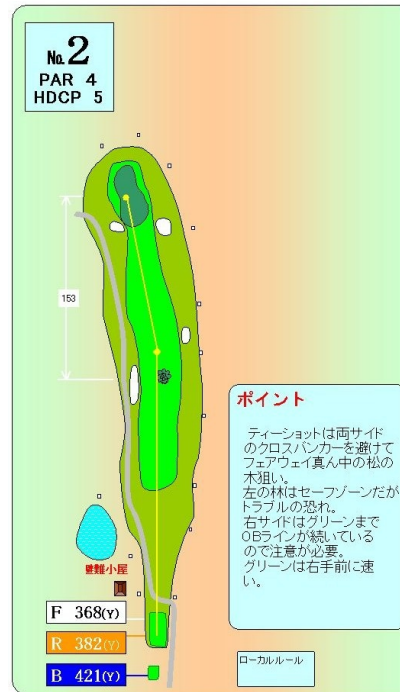 No. 2
PAR 4
HDCP 5
153
ポイント
ティーショットは両サイド
のクロスバンカーを避けて
フェアウェイ真ん中の松の
木狙い。
左の林はセーフゾーンだが
トラブルの恐れ。
右サイドはグリーンまで
OBラインが続いている
ので注意が必要。
グリーンは右手前に速
い。
避難小屋
F 368(Y)
R 382(Y)
B 421(Y)
ローカルルール